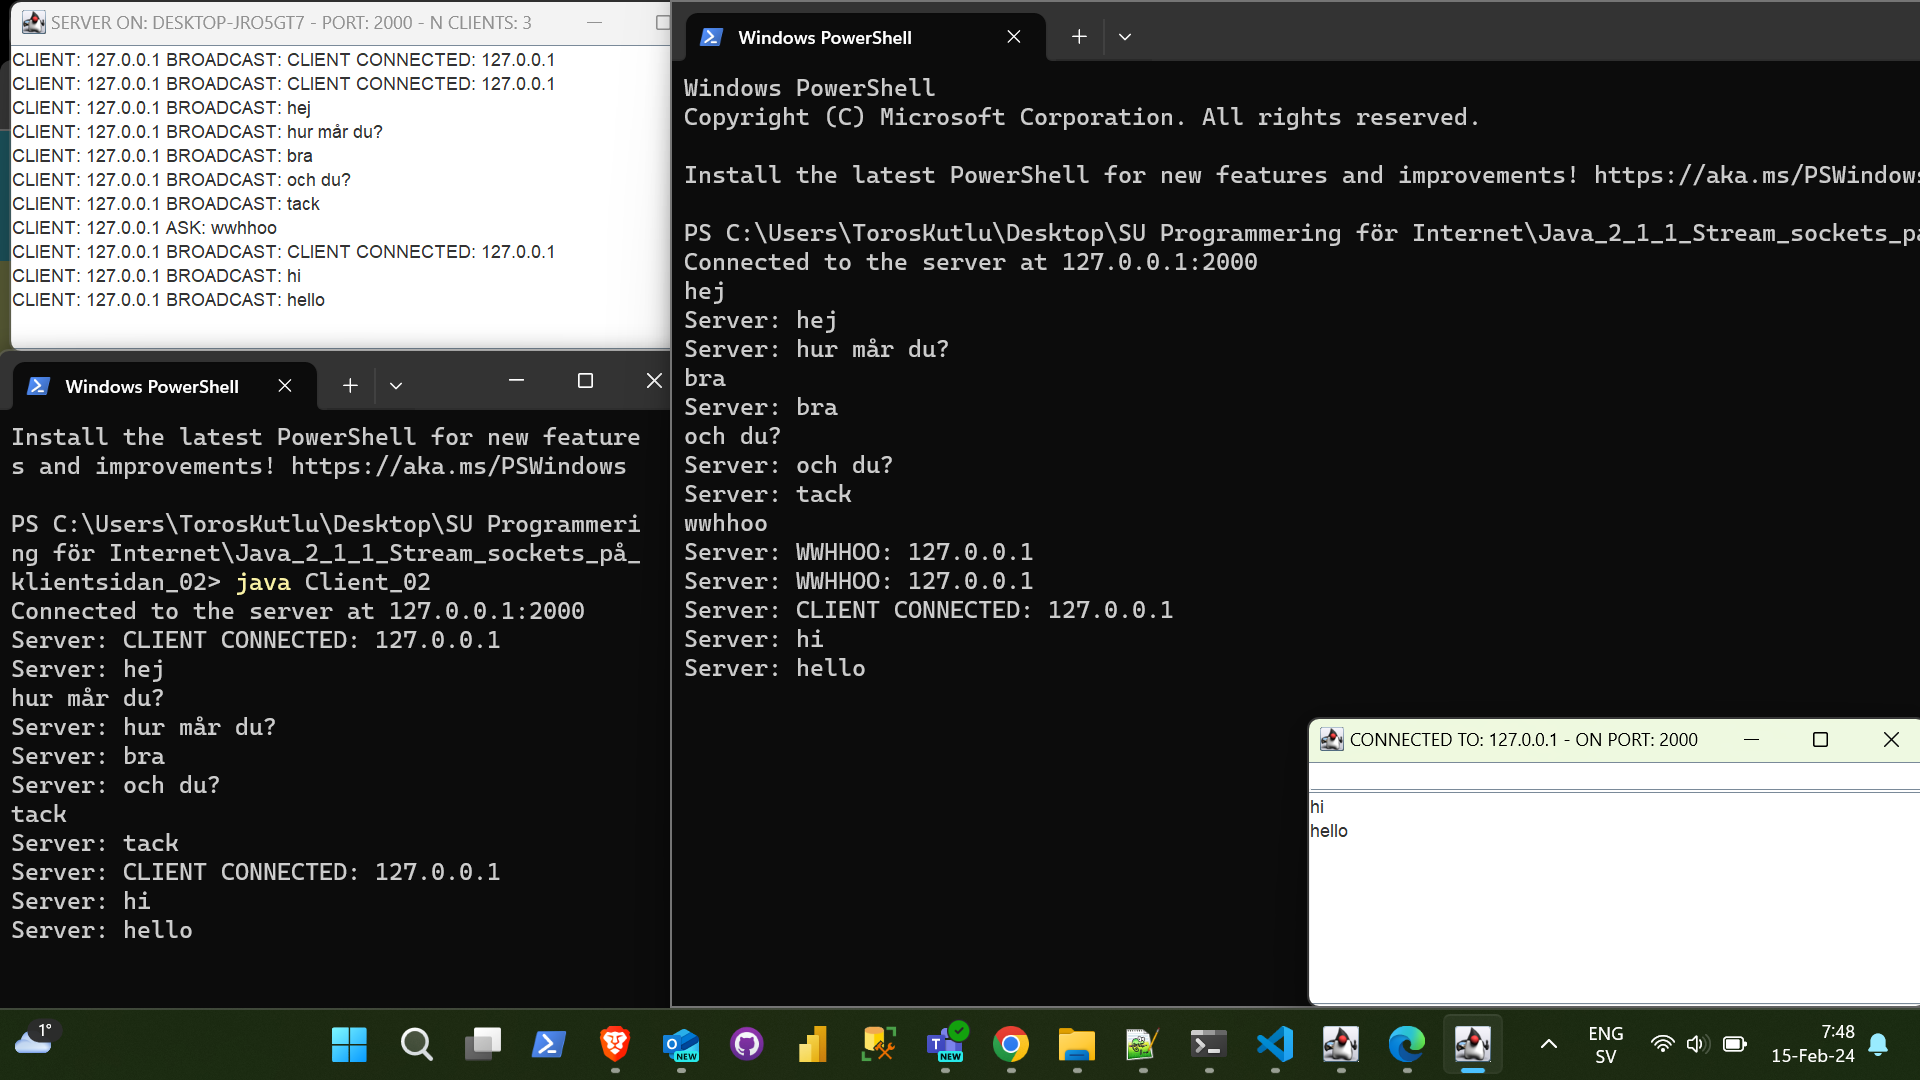 SERVER ON: DESKTOP-JRO5GT7 - PORT: 2000 - N CLIENTS: 3
CLIENT: 127.0.0.1 BROADCAST: CLIENT CONNECTED: 127.0.0.1
CLIENT: 127.0.0.1 BROADCAST: CLIENT CONNECTED: 127.0.0.1
CLIENT: 127.0.0.1 BROADCAST: hej
CLIENT: 127.0.0.1 BROADCAST: hur mår du?
CLIENT: 127.0.0.1 BROADCAST: bra
CLIENT: 127.0.0.1 BROADCAST: och du?
CLIENT: 127.0.0.1 BROADCAST: tack
CLIENT: 127.0.0.1 ASK: wwhhoo
CLIENT: 127.0.0.1 BROADCAST: CLIENT CONNECTED: 127.0.0.1
CLIENT: 127.0.0.1 BROADCAST: hi
CLIENT: 127.0.0.1 BROADCAST: hello
Windows PowerShell
Install the latest PowerShell for new feature
s and improvements! https://aka.ms/PSWindows
PS C:\Users\TorosKutlu\Desktop\SU Programmeri
ng för Internet\Java_2_1_1_Stream_sockets_på_
klientsidan_02> java Client_02
Connected to the server at 127.0.0.1:2000
Server: CLIENT CONNECTED: 127.0.0.1
Server: hej
hur mår du?
Server: hur mår du?
Server: bra
Server: och du?
tack
Server: tack
Server: CLIENT CONNECTED: 127.0.0.1
Server: hi
Server: hello
Windows PowerShell
Windows PowerShell
Copyright (C) Microsoft Corporation. All rights reserved.
Install the latest PowerShell for new features and improvements! https://aka.ms/PSWindows
PS C:\Users\TorosKutlu\Desktop\SU Programmering för Internet\Java_2_1_1_Stream_sockets_på
Connected to the server at 127.0.0.1:2000
hej
Server: hej
Server: hur mår du?
bra
Server: bra
och du?
Server: och du?
Server: tack
wwhhoo
Server: WWHHOO: 127.0.0.1
Server: WWHHOO: 127.0.0.1
Server: CLIENT CONNECTED: 127.0.0.1
Server: hi
Server: hello
CONNECTED TO: 127.0.0.1 - ON PORT: 2000
hi
hello
1°
NEW
NEW
ENG
SV
7:48
15-Feb-24